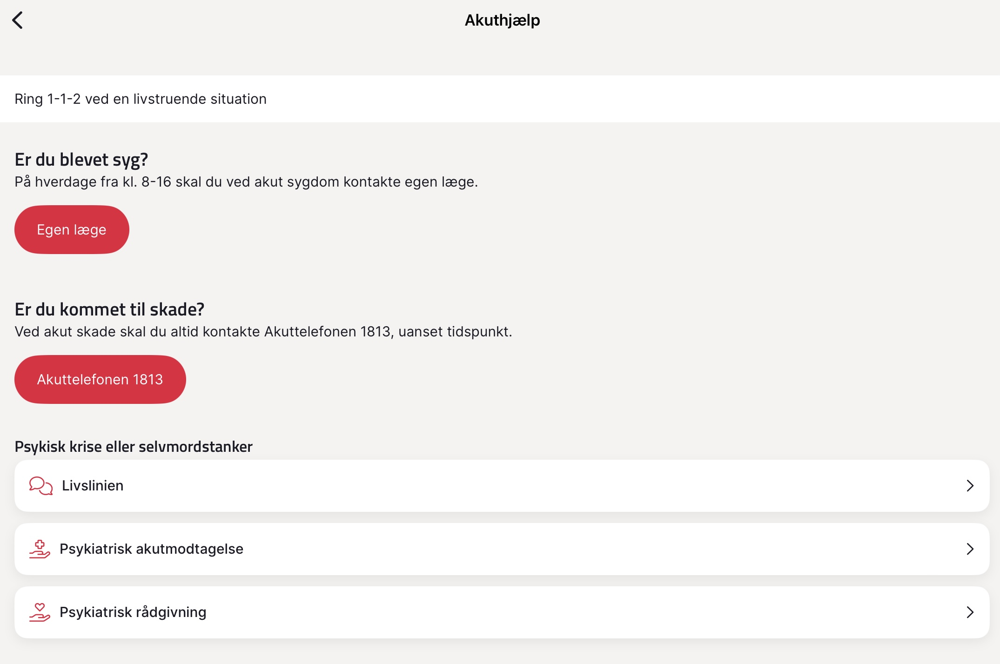 Akuthjælp
Ring 1-1-2 ved en livstruende situation
Er du blevet syg?
På hverdage fra kl. 8-16 skal du ved akut sygdom kontakte egen læge.
Egen læge
Er du kommet til skade?
Ved akut skade skal du altid kontakte Akuttelefonen 1813, uanset tidspunkt.
Akuttelefonen 1813
Psykisk krise eller selvmordstanker
Livslinien
Psykiatrisk akutmodtagelse
Psykiatrisk rådgivning